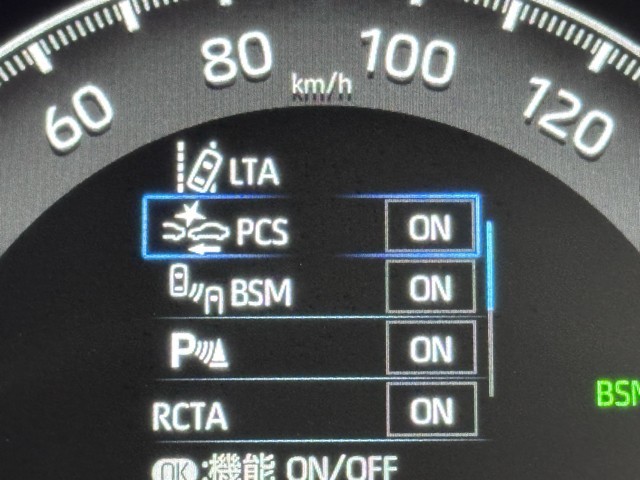 60 80 100 120
km/h
LTA
PCS ON
BSM ON
P ON
RCTA ON
OK:機能 ON/OFF
BSM